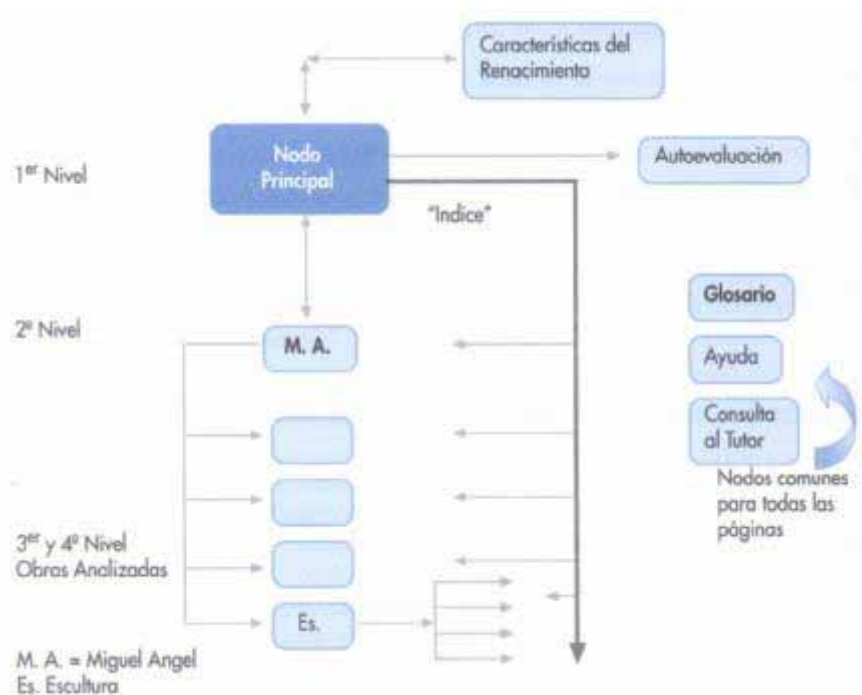 Características del
Renacimiento
Nodo
Principal
Autoevaluación
1er Nivel
"Indice"
Glosario
2º Nivel
M. A.
Ayuda
Consulta
al Tutor
Nodos comunes
para todas las
páginas
3er y 4º Nivel
Obras Analizadas
Es.
M. A. = Miguel Angel
Es. Escultura